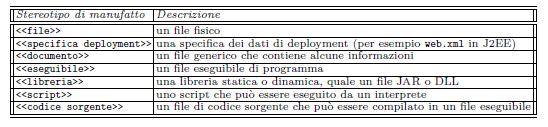 Stereotipo di manufatto Descrizione
<<file>> un file fisico
<<specifica deployment>> una specifica dei dati di deployment (per esempio web.xml in J2EE)
<<documento>> un file generico che contiene alcune informazioni
<<eseguibile>> un file eseguibile di programma
<<libreria>> una libreria statica o dinamica, quale un file JAR o DLL
<<script>> uno script che può essere eseguito da un interprete
<<codice sorgente>> un file di codice sorgente che può essere compilato in un file eseguibile